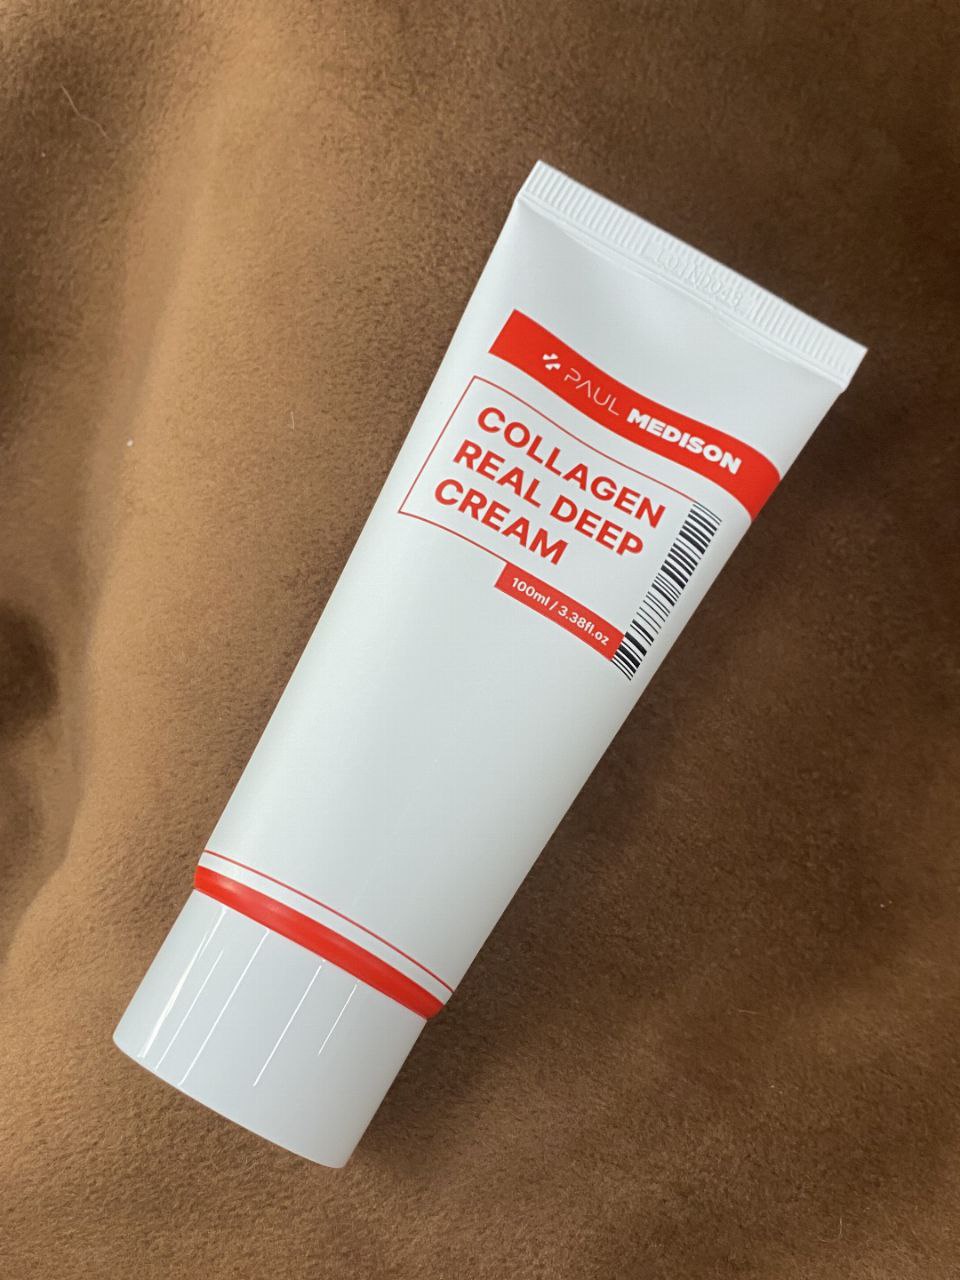 PAUL MEDISON
COLLAGEN
REAL DEEP
CREAM
100ml / 3.38fl.oz